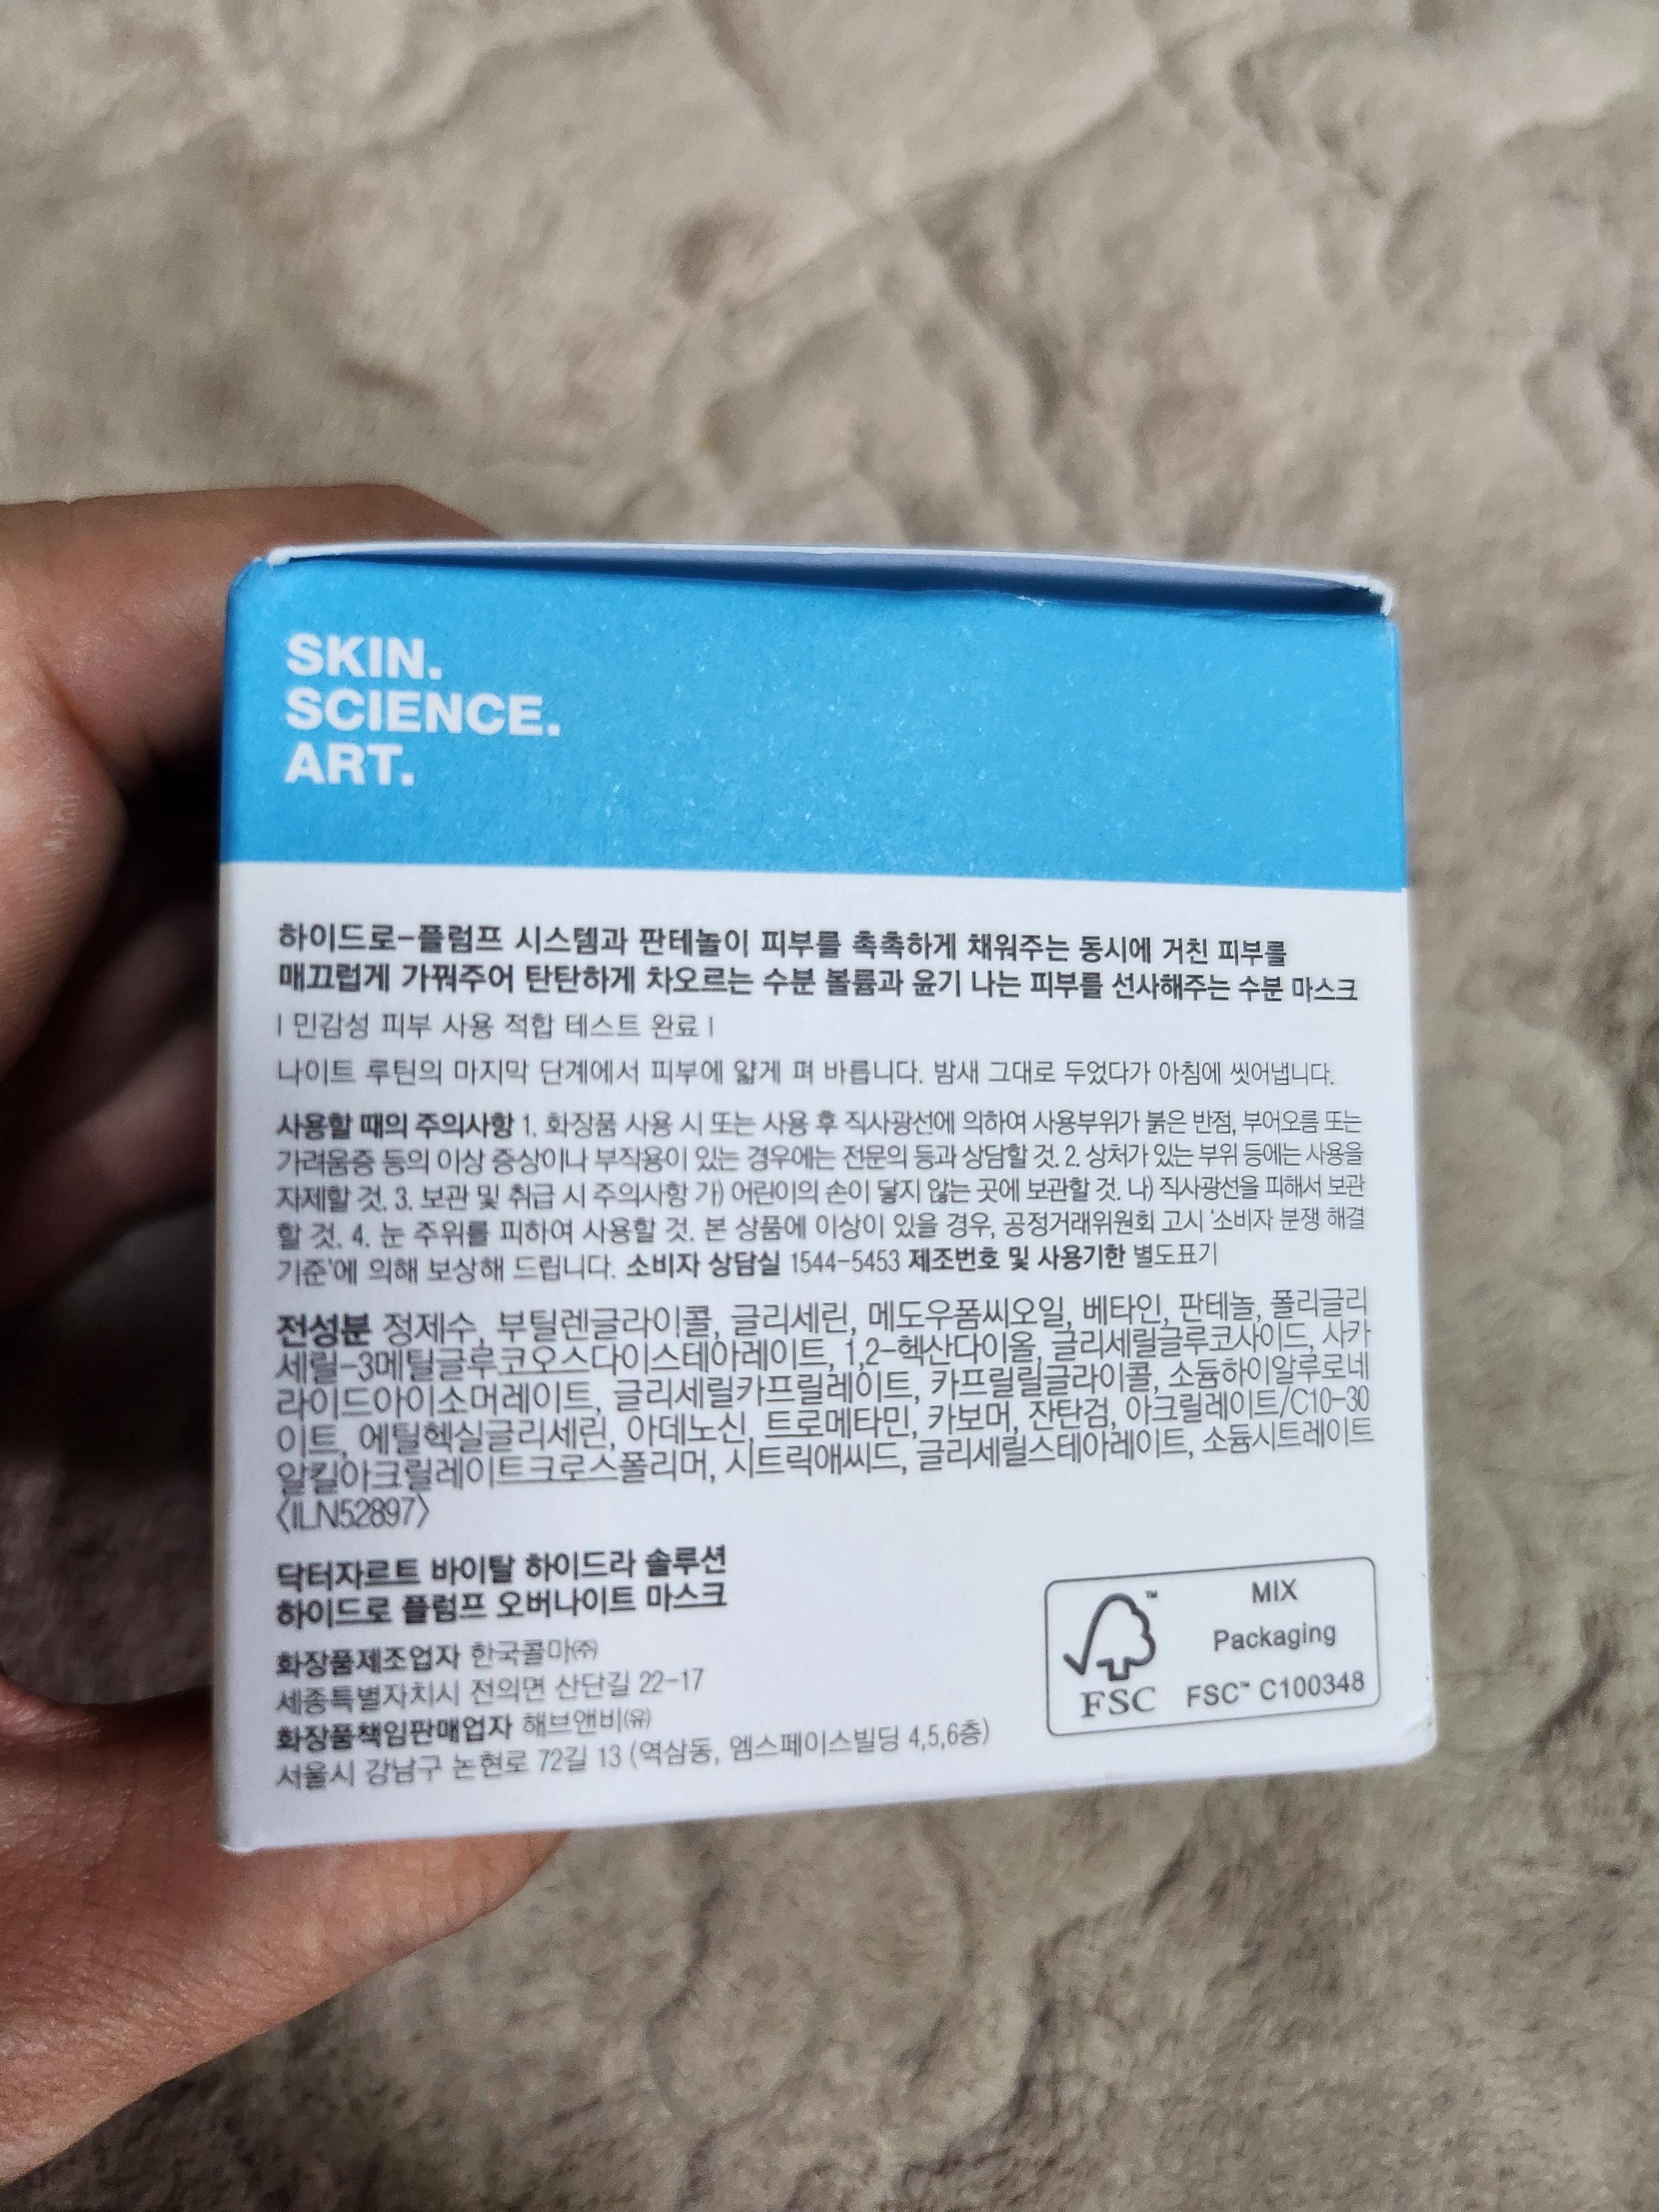 SKIN.
SCIENCE.
ART.
하이드로-플럼프 시스템과 판테놀이 피부를 촉촉하게 채워주는 동시에 거친 피부를
매끄럽게 가꿔주어 탄탄하게 차오르는 수분 볼륨과 윤기 나는 피부를 선사해주는 수분 마스크
| 민감성 피부 사용 적합 테스트 완료 |
나이트 루틴의 마지막 단계에서 피부에 얇게 펴 바릅니다. 밤새 그대로 두었다가 아침에 씻어냅니다.
사용할 때의 주의사항 1. 화장품 사용 시 또는 사용 후 직사광선에 의하여 사용부위가 붉은 반점, 부어오름 또는
가려움증 등의 이상 증상이나 부작용이 있는 경우에는 전문의 등과 상담할 것. 2. 상처가 있는 부위 등에는 사용을
자제할 것. 3. 보관 및 취급 시 주의사항 가) 어린이의 손이 닿지 않는 곳에 보관할 것. 나) 직사광선을 피해서 보관
할 것. 4. 눈 주위를 피하여 사용할 것. 본 상품에 이상이 있을 경우, 공정거래위원회 고시 '소비자 분쟁 해결
기준'에 의해 보상해 드립니다. 소비자 상담실 1544-5453 제조번호 및 사용기한 별도표기
전성분 정제수, 부틸렌글라이콜, 글리세린, 메도우폼씨오일, 베타인, 판테놀, 폴리글리
세릴-3메틸글루코오스다이스테아레이트, 1,2-헥산다이올, 글리세릴글루코사이드, 사카
라이드아이소머레이트, 글리세릴카프릴레이트, 카프릴릴글라이콜, 소듐하이알루로네
이트, 에틸헥실글리세린, 아데노신, 트로메타민, 카보머, 잔탄검, 아크릴레이트/C10-30
알킬아크릴레이트크로스폴리머, 시트릭애씨드, 글리세릴스테아레이트, 소듐시트레이트
〈ILN52897〉
닥터자르트 바이탈 하이드라 솔루션
하이드로 플럼프 오버나이트 마스크
화장품제조업자 한국콜마㈜
세종특별자치시 전의면 산단길 22-17
화장품책임판매업자 해브앤비㈲
서울시 강남구 논현로 72길 13 (역삼동, 엠스페이스빌딩 4,5,6층)
FSC
MIX
Packaging
FSC™ C100348